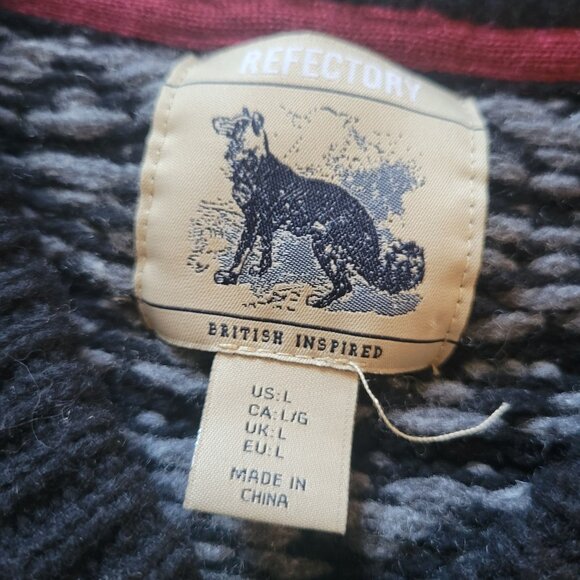 REFECTORY
BRITISH INSPIRED
US: L
CA: L/G
UK: L
EU: L
MADE IN
CHINA